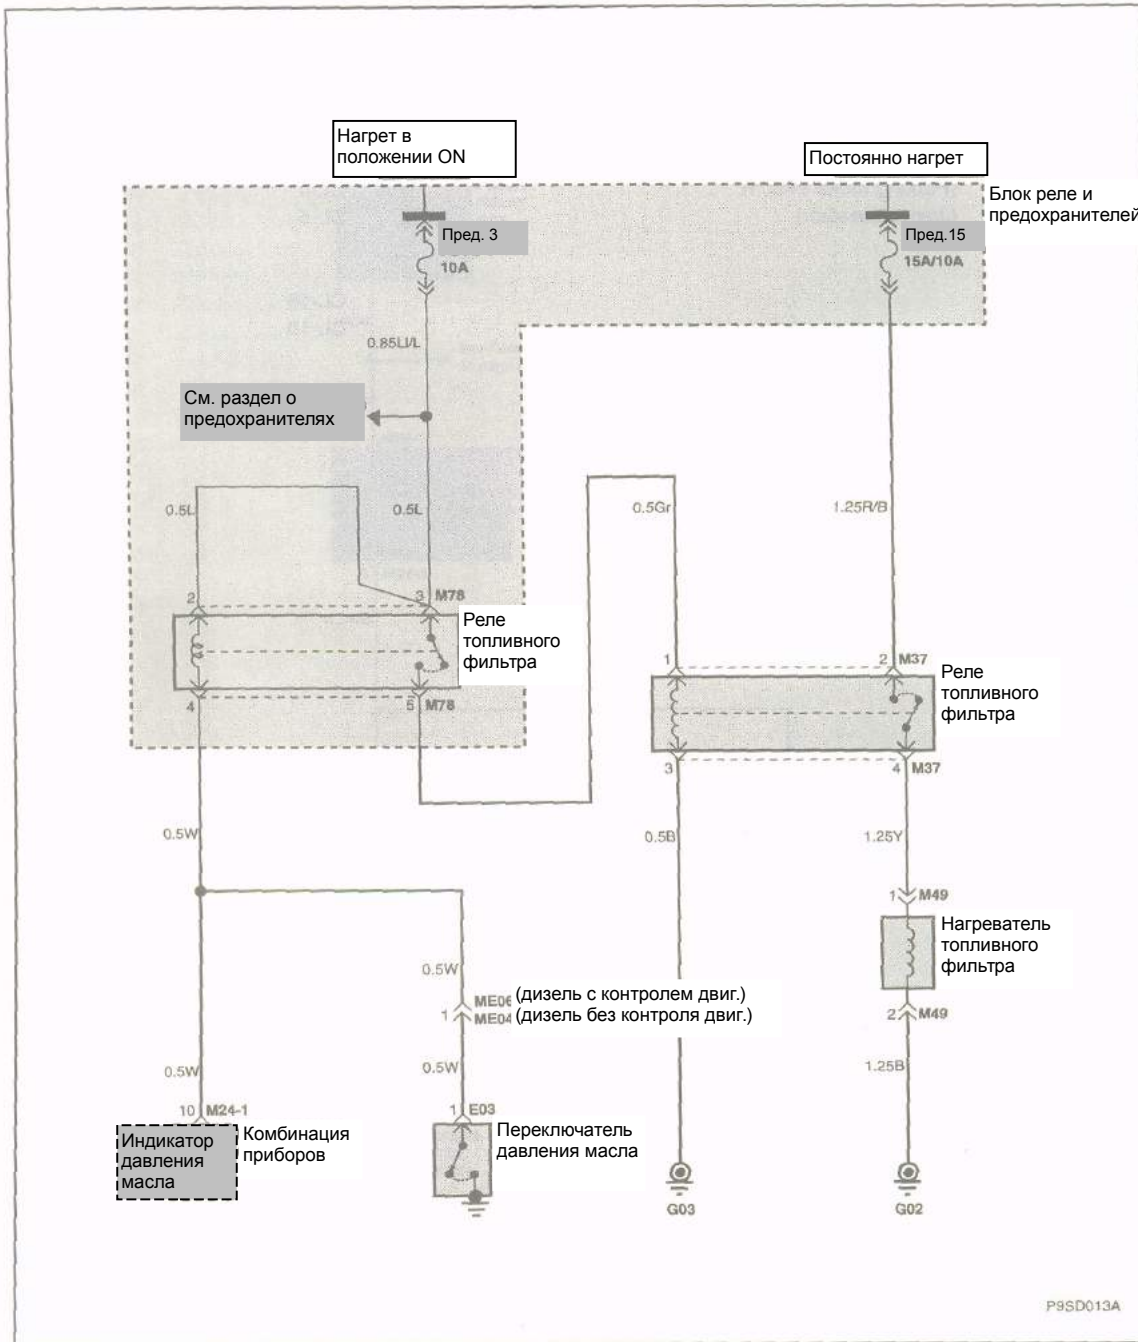 Нагрет в
положении ON
Постоянно нагрет
Блок реле и
предохранителей
Пред. 3
10A
Пред.15
15A/10A
0.85Ll/L
См. раздел о
предохранителях
0.5L
0.5L
0.5Gr
1.25R/B
2
3 M78
Реле
топливного
фильтра
4
5 M78
1
2 M37
Реле
топливного
фильтра
3
4 M37
0.5W
0.5B
1.25Y
1 M49
Нагреватель
топливного
фильтра
2 M49
0.5W
ME06 (дизель с контролем двиг.)
1 ME04 (дизель без контроля двиг.)
0.5W
0.5W
1.25B
10 M24-1
Индикатор
давления
масла
Комбинация
приборов
1 E03
Переключатель
давления масла
G03
G02
P9SD013A